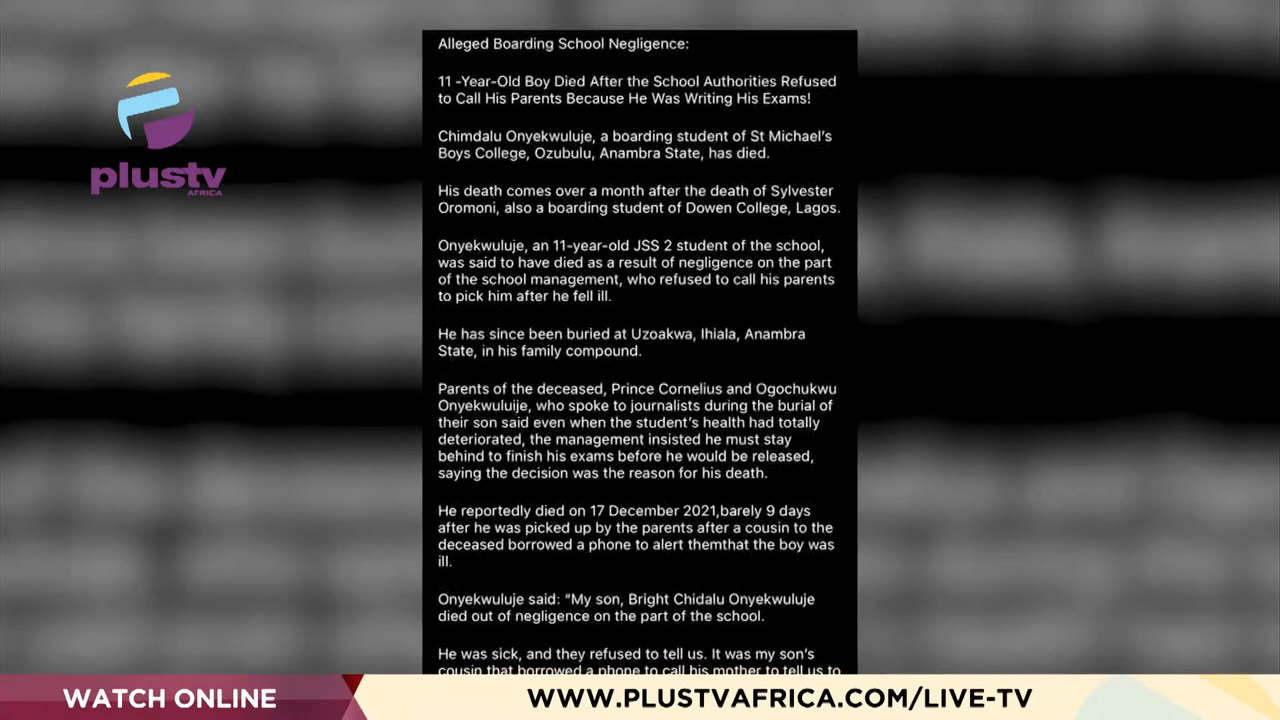 plustv
AFRICA
Alleged Boarding School Negligence:
11 -Year-Old Boy Died After the School Authorities Refused
to Call His Parents Because He Was Writing His Exams!
Chimdalu Onyekwuluje, a boarding student of St Michael's
Boys College, Ozubulu, Anambra State, has died.
His death comes over a month after the death of Sylvester
Oromoni, also a boarding student of Dowen College, Lagos.
Onyekwuluje, an 11-year-old JSS 2 student of the school,
was said to have died as a result of negligence on the part
of the school management, who refused to call his parents
to pick him after he fell ill.
He has since been buried at Uzoakwa, Ihiala, Anambra
State, in his family compound.
Parents of the deceased, Prince Cornelius and Ogochukwu
Onyekwuluije, who spoke to journalists during the burial of
their son said even when the student's health had totally
deteriorated, the management insisted he must stay
behind to finish his exams before he would be released,
saying the decision was the reason for his death.
He reportedly died on 17 December 2021,barely 9 days
after he was picked up by the parents after a cousin to the
deceased borrowed a phone to alert themthat the boy was
ill.
Onyekwuluje said: “My son, Bright Chidalu Onyekwuluje
died out of negligence on the part of the school.
He was sick, and they refused to tell us. It was my son's
cousin that borrowed a phone to call his mother to tell us to
WATCH ONLINE
WWW.PLUSTVAFRICA.COM/LIVE-TV